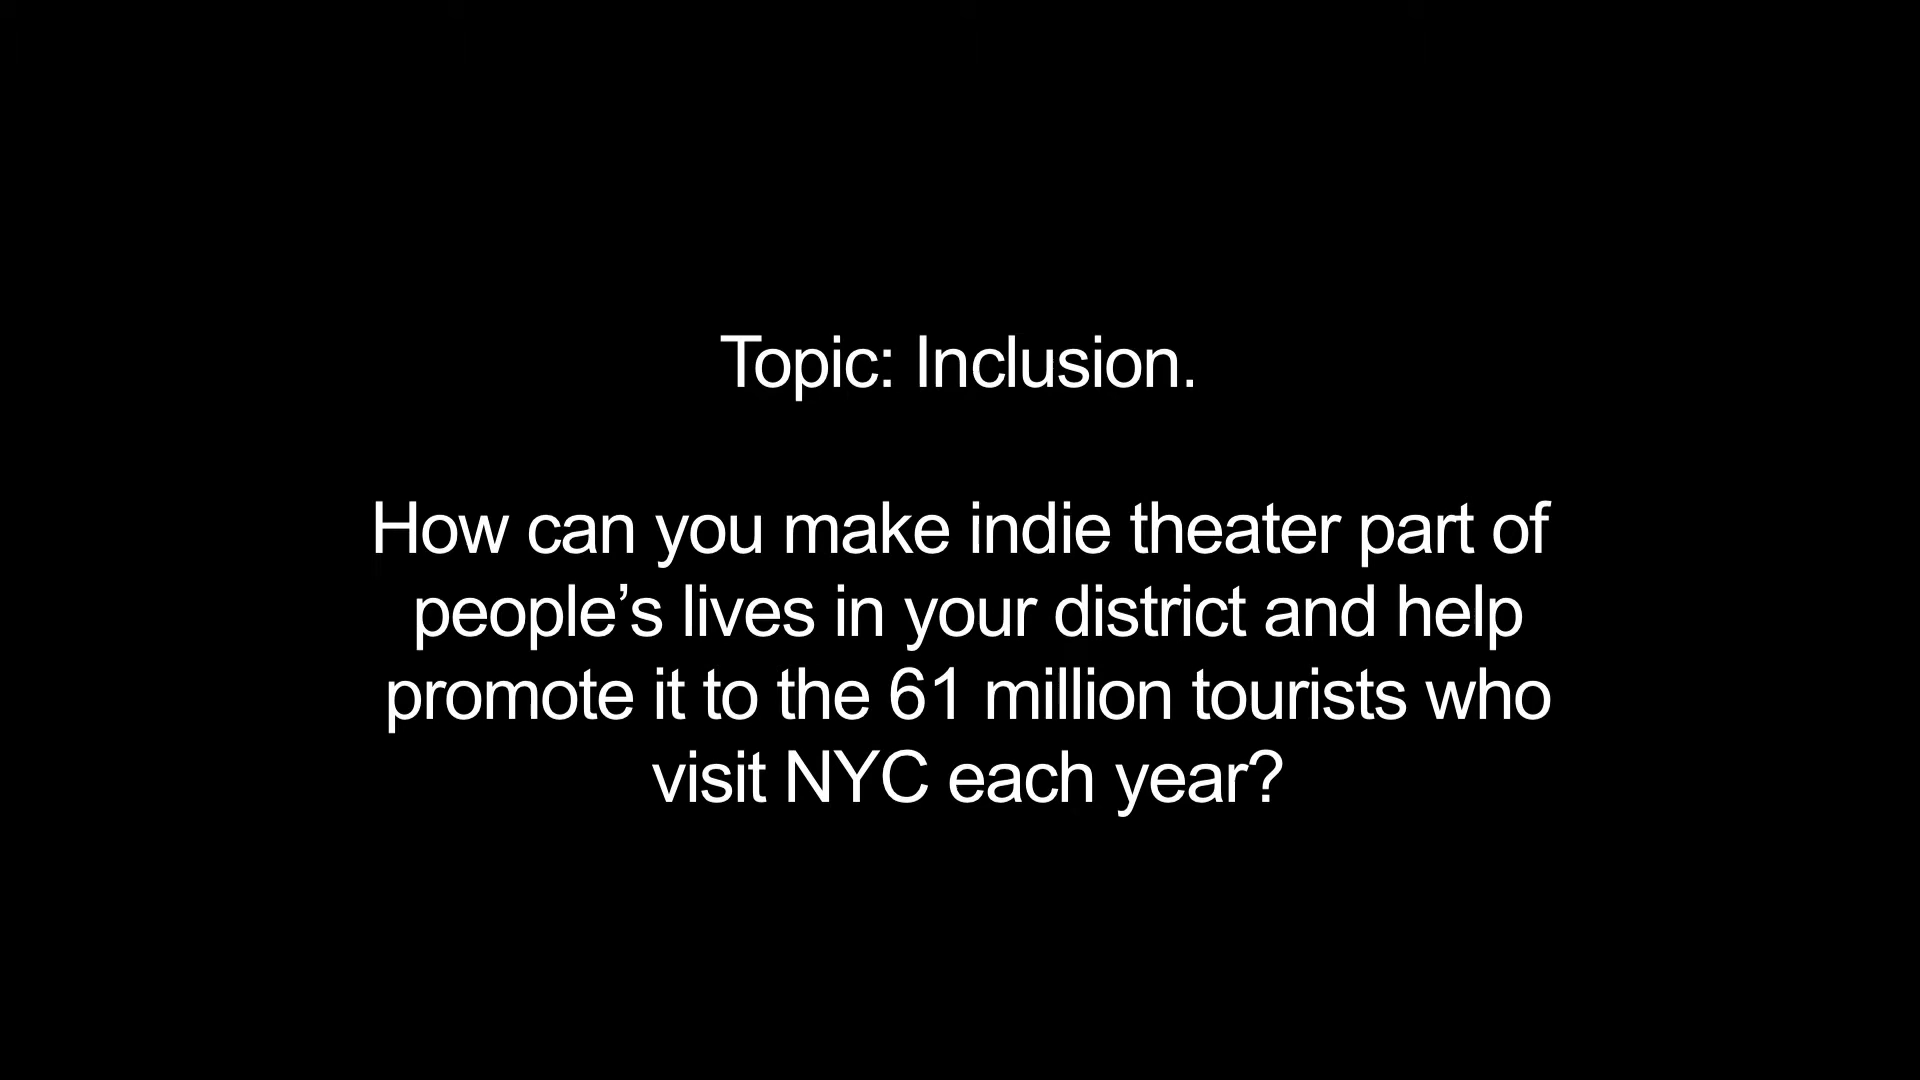 Topic: Inclusion.
How can you make indie theater part of
people’s lives in your district and help
promote it to the 61 million tourists who
visit NYC each year?